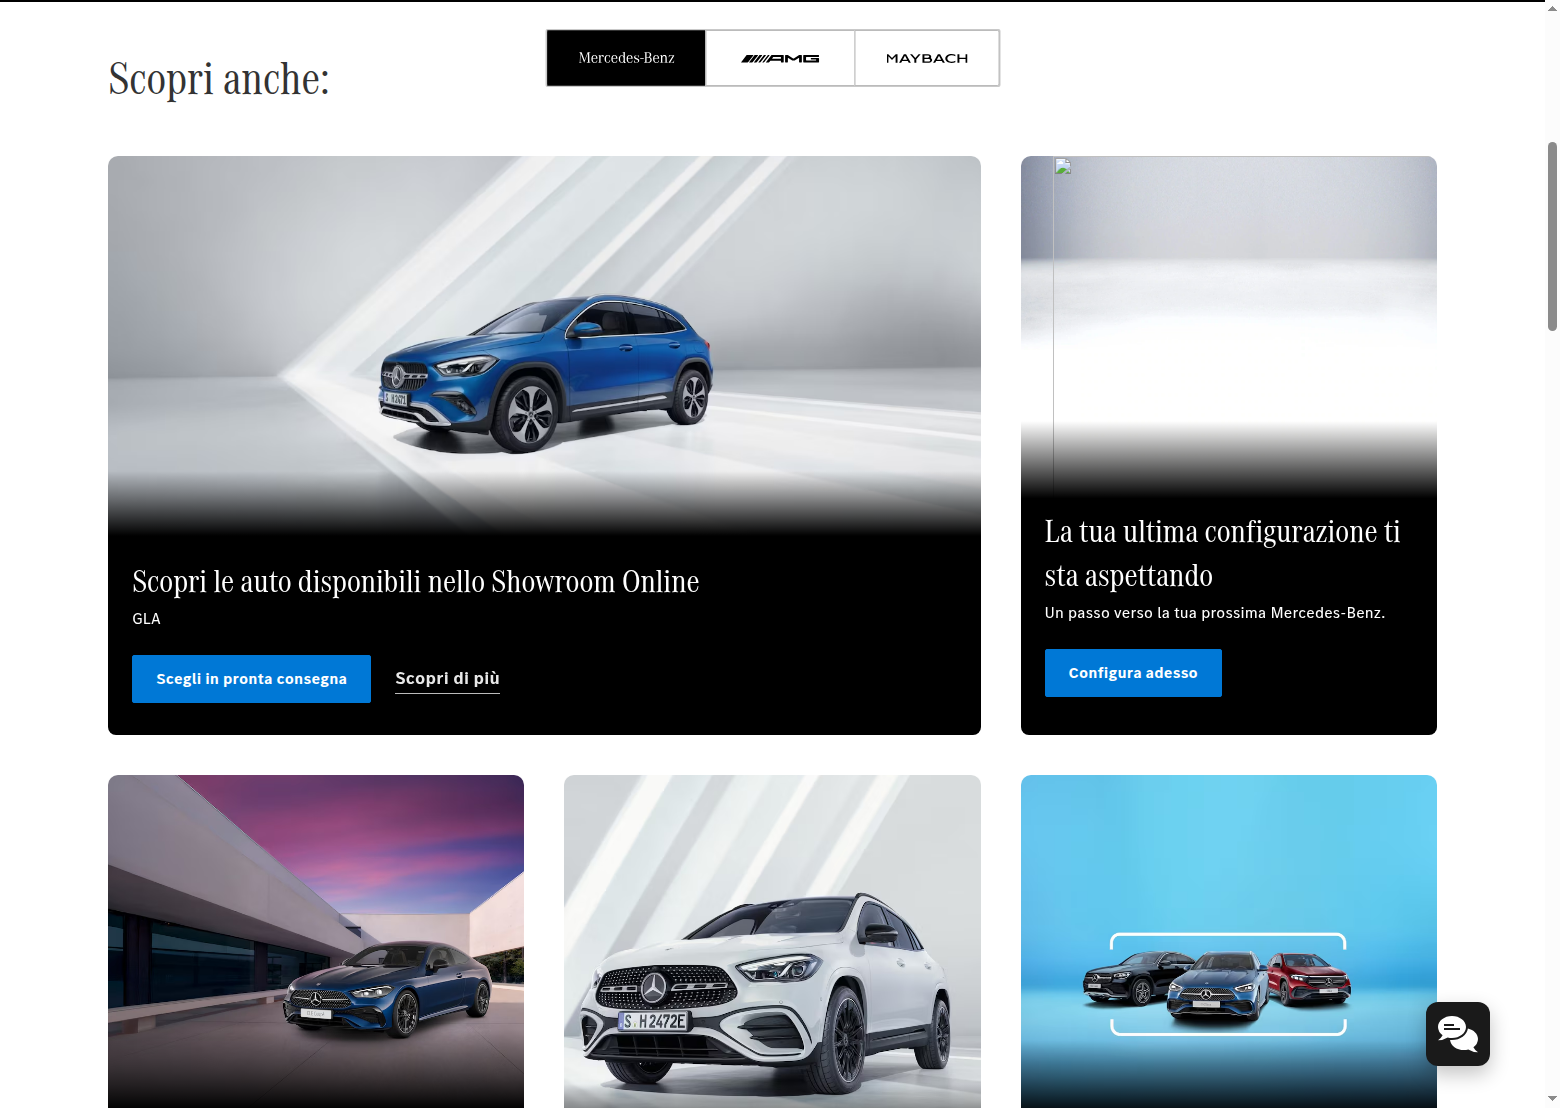 Scopri anche:
Mercedes-Benz
AMG
MAYBACH
Scopri le auto disponibili nello Showroom Online
GLA
Scegli in pronta consegna
Scopri di più
La tua ultima configurazione ti
sta aspettando
Un passo verso la tua prossima Mercedes-Benz.
Configura adesso
S H 2472E